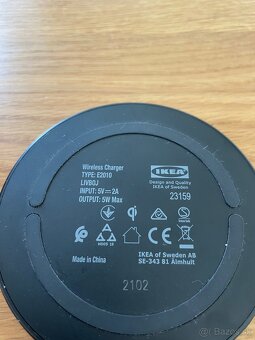 Wireless Charger
TYPE: E2010
LIVBOJ
INPUT: 5V⎓2A
OUTPUT: 5W Max
IKEA
Design and Quality
IKEA of Sweden
23159
Made in China
IKEA of Sweden AB
SE-343 81 Älmhult
2102